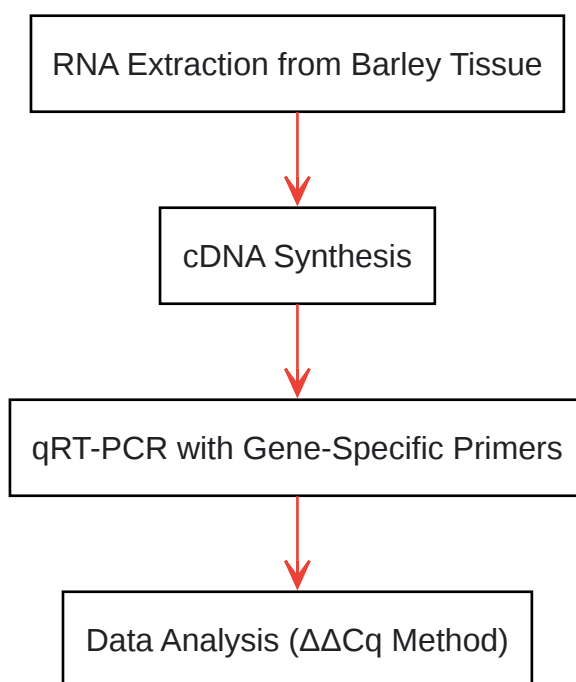 RNA Extraction from Barley Tissue
cDNA Synthesis
qRT-PCR with Gene-Specific Primers
Data Analysis (ΔΔCq Method)